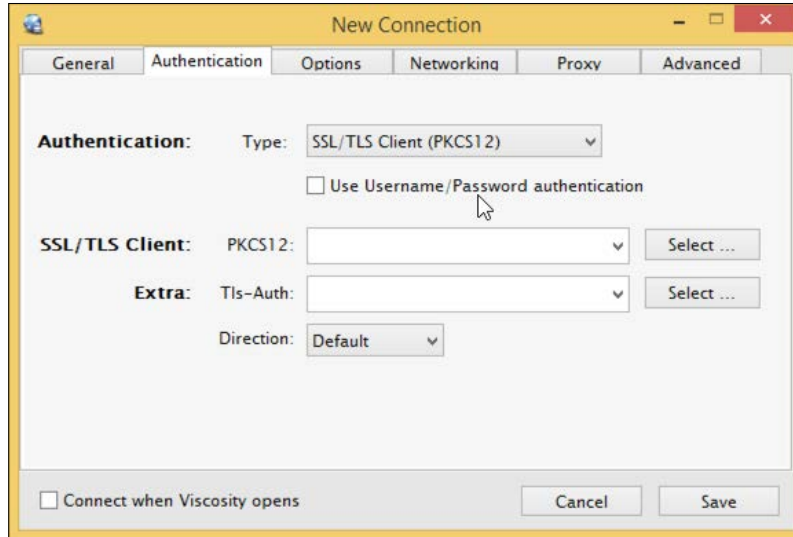 New Connection
General Authentication Options Networking Proxy Advanced
Authentication: Type: SSL/TLS Client (PKCS12)
Use Username/Password authentication
SSL/TLS Client: PKCS12: Select ...
Extra: Tls-Auth: Select ...
Direction: Default
Connect when Viscosity opens Cancel Save